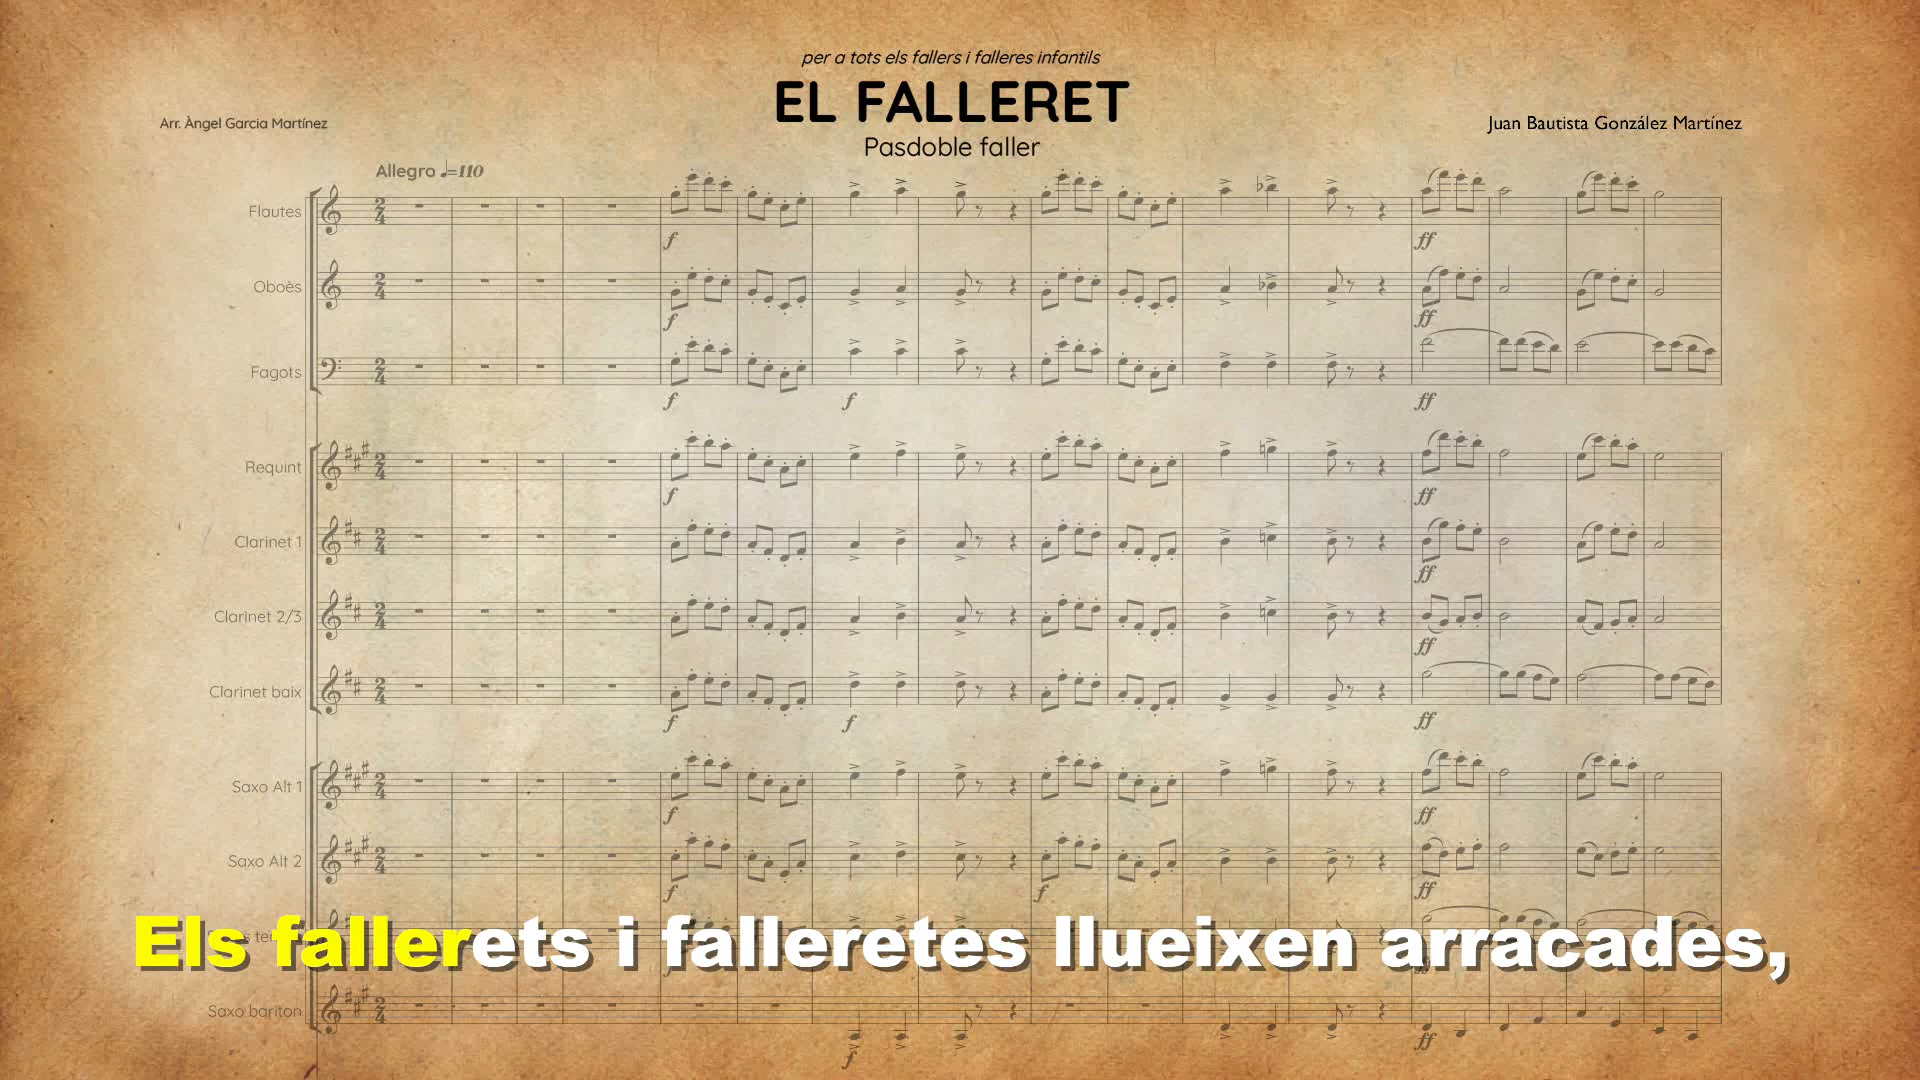 per a tots els fallers i falleres infantils
EL FALLERET
Arr. Àngel Garcia Martínez
Juan Bautista González Martínez
Pasdoble faller
Allegro ♩=110
Flautes
Oboès
Fagots
Requint
Clarinet 1
Clarinet 2/3
Clarinet baix
Saxo Alt 1
Saxo Alt 2
Els fallerets i falleretes llueixen arracades,
Saxo bariton